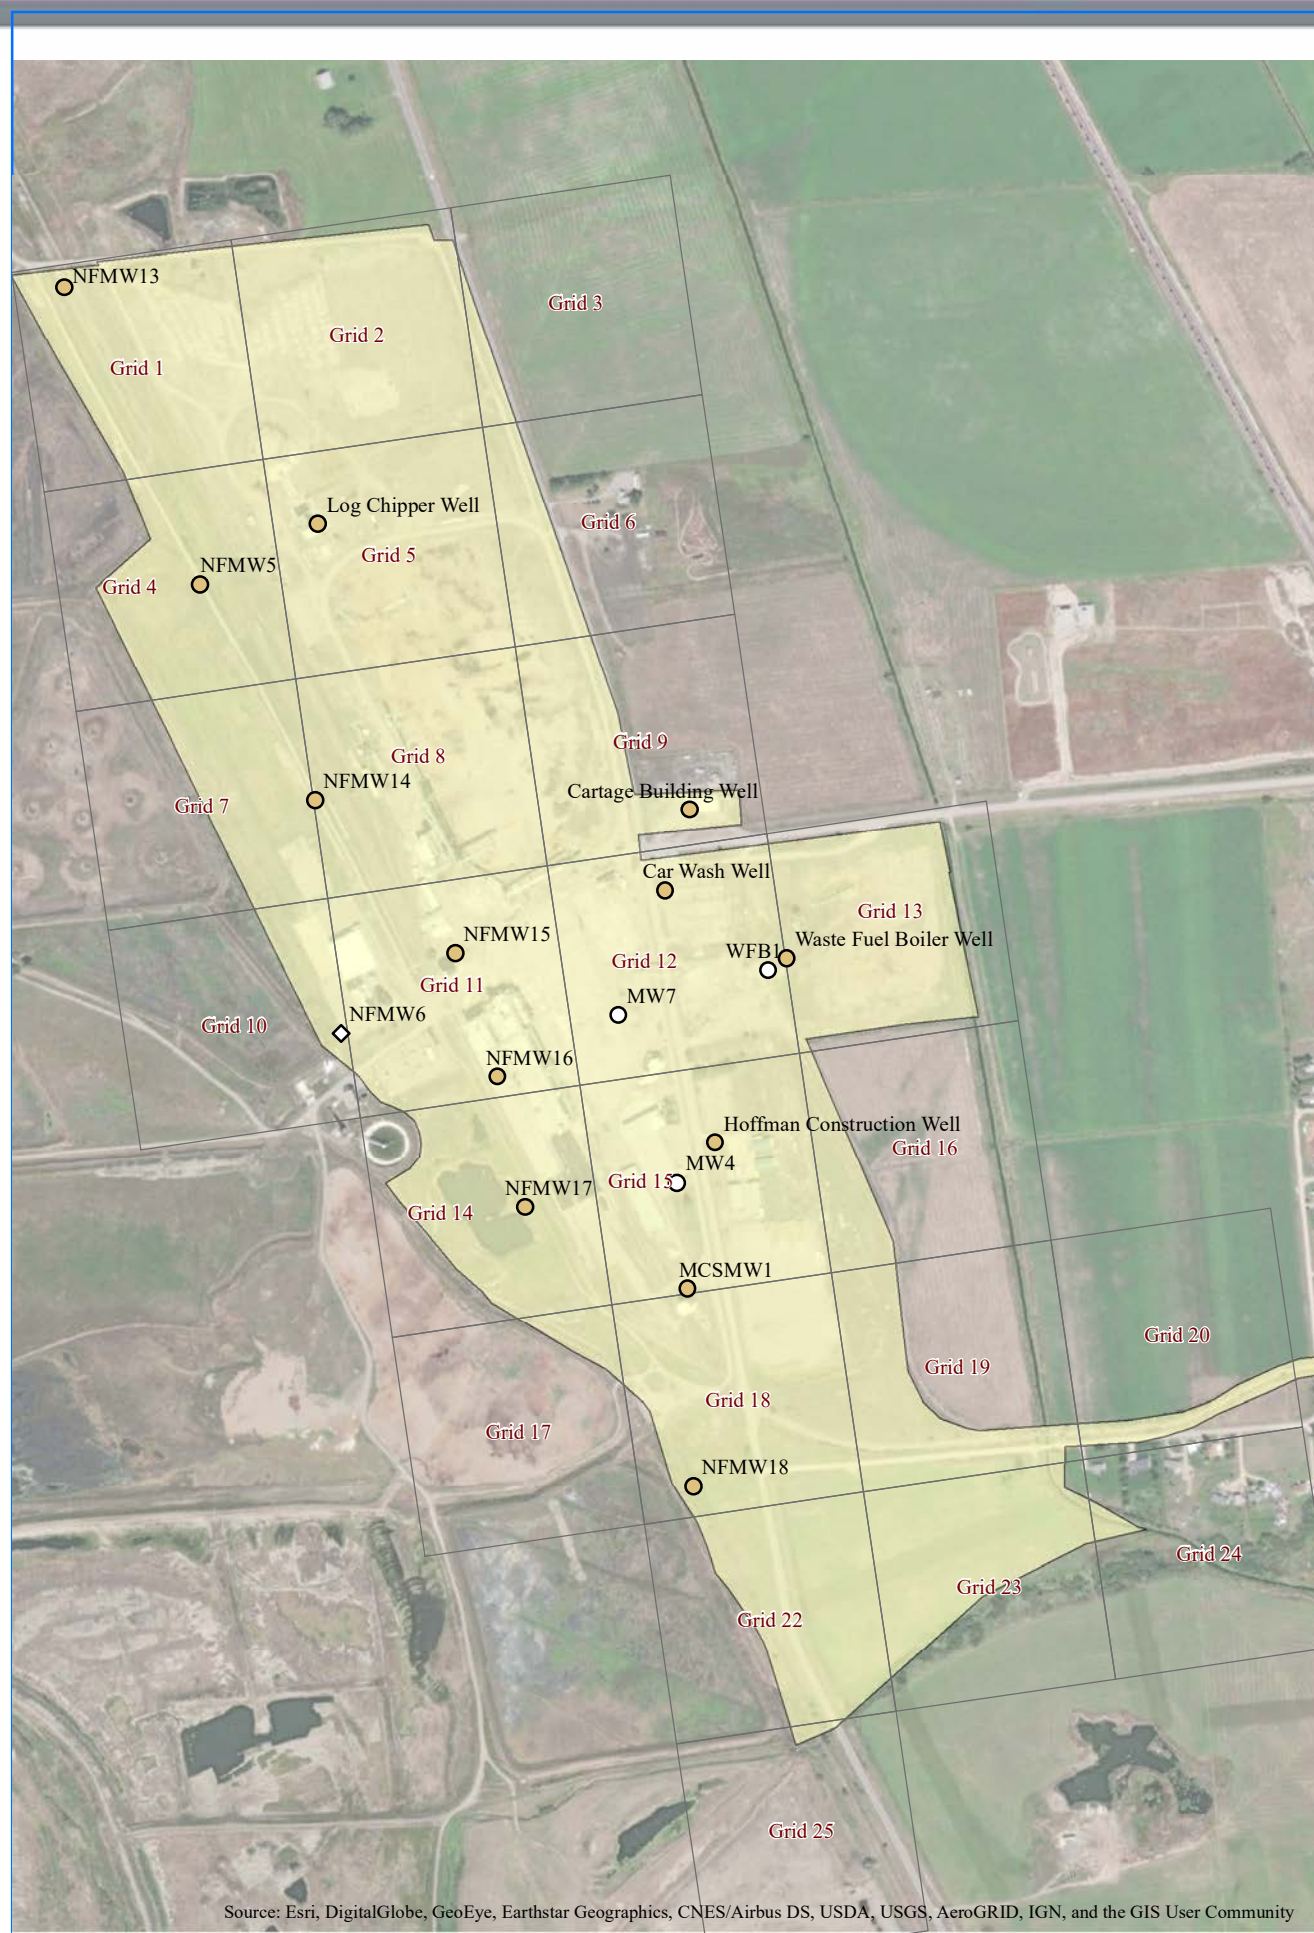 NFMW13
Grid 3
Grid 2
Grid 1
Log Chipper Well
Grid 6
Grid 5
NFMW5
Grid 4
Grid 9
Grid 8
NFMW14
Cartage Building Well
Grid 7
Car Wash Well
Grid 13
NFMW15
Waste Fuel Boiler Well
WFB1
Grid 12
Grid 11
MW7
NFMW6
Grid 10
NFMW16
Hoffman Construction Well
Grid 16
MW4
Grid 15
NFMW17
Grid 14
MCSMW1
Grid 20
Grid 19
Grid 18
Grid 17
NFMW18
Grid 24
Grid 23
Grid 22
Grid 25
Source: Esri, DigitalGlobe, GeoEye, Earthstar Geographics, CNES/Airbus DS, USDA, USGS, AeroGRID, IGN, and the GIS User Community